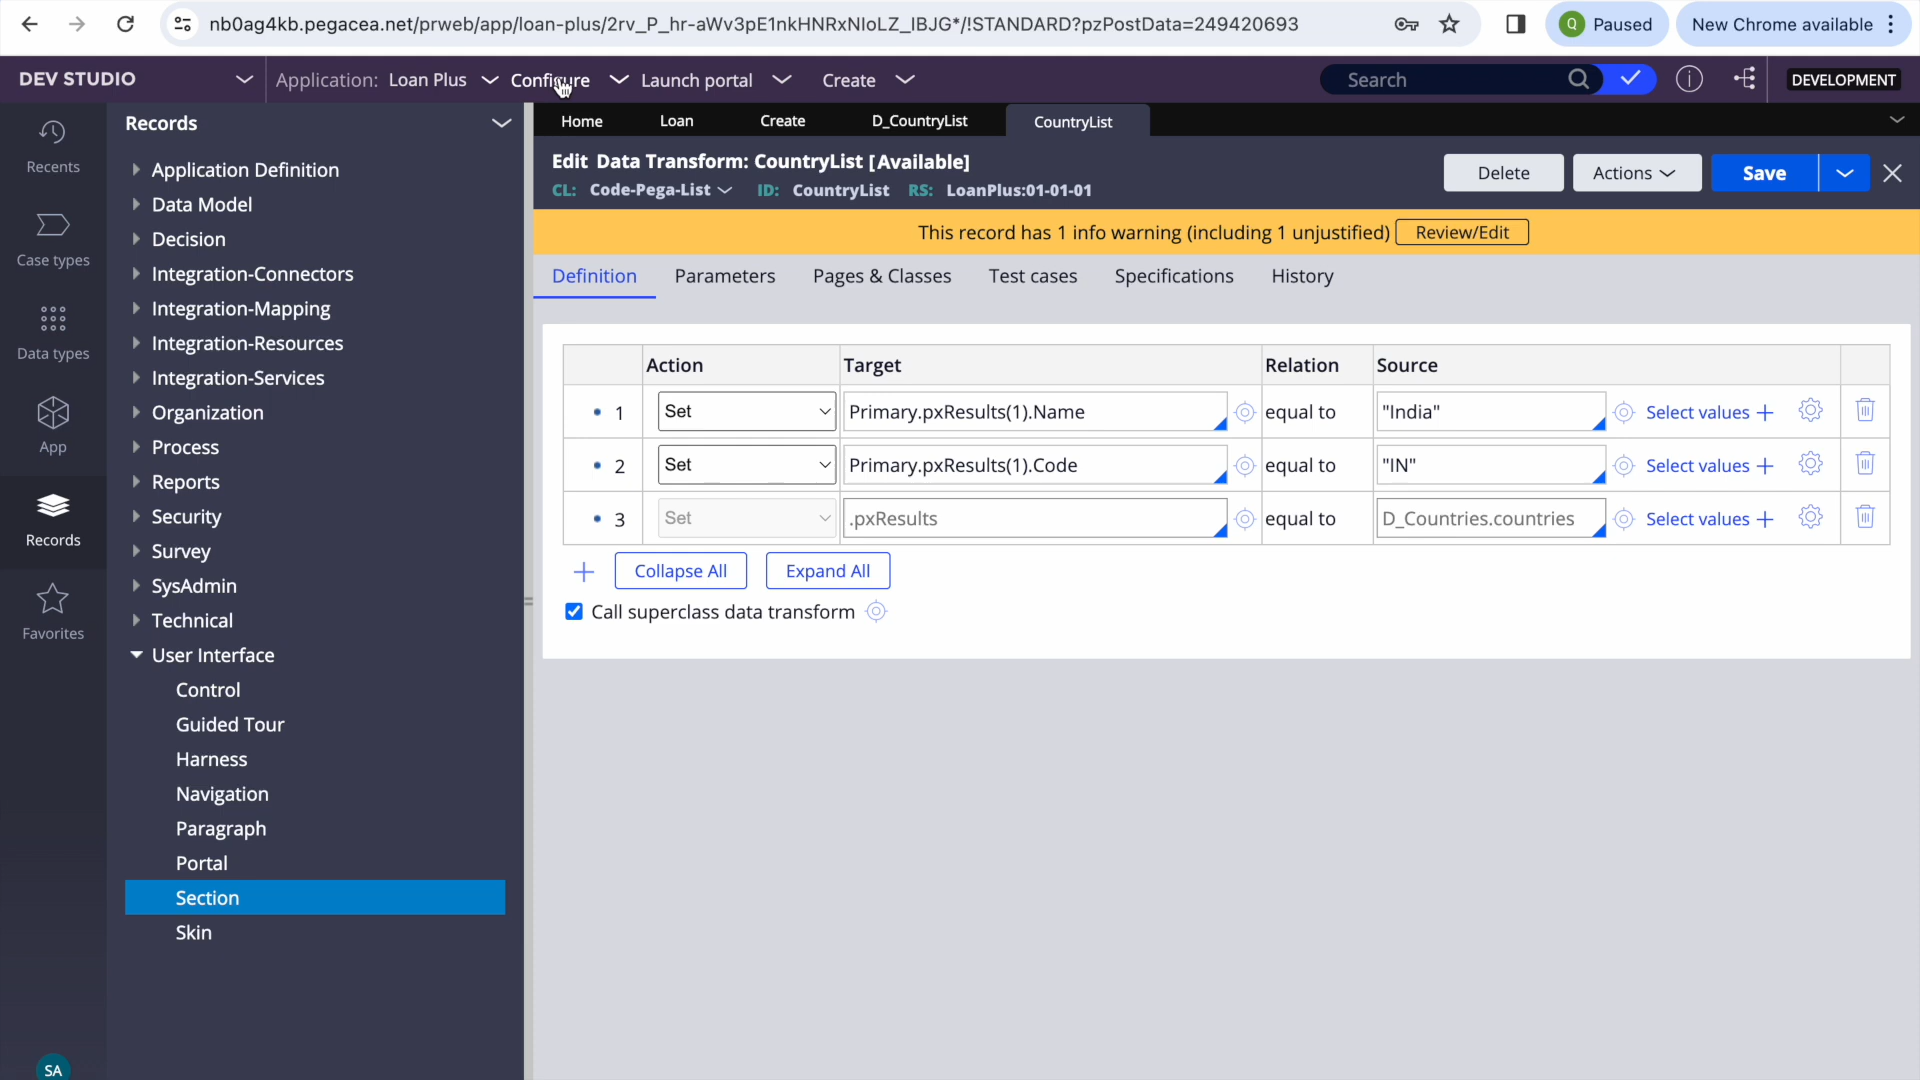 nb0ag4kb.pegacea.net/prweb/app/loan-plus/2rv_P_hr-aWv3pE1nkHNRxNIoLZ_IBJG*/!STANDARD?pzPostData=249420693
Q Paused
New Chrome available
DEV STUDIO
Application: Loan Plus
Configure
Launch portal
Create
Search
DEVELOPMENT
Recents
Case types
Data types
App
Records
Favorites
SA
Records
Application Definition
Data Model
Decision
Integration-Connectors
Integration-Mapping
Integration-Resources
Integration-Services
Organization
Process
Reports
Security
Survey
SysAdmin
Technical
User Interface
Control
Guided Tour
Harness
Navigation
Paragraph
Portal
Section
Skin
Home Loan Create D_CountryList CountryList
Edit Data Transform: CountryList [Available]
CL: Code-Pega-List ID: CountryList RS: LoanPlus:01-01-01
Delete Actions Save
This record has 1 info warning (including 1 unjustified) Review/Edit
Definition Parameters Pages & Classes Test cases Specifications History
Action Target Relation Source
1 Set Primary.pxResults(1).Name equal to "India" Select values
2 Set Primary.pxResults(1).Code equal to "IN" Select values
3 Set .pxResults equal to D_Countries.countries Select values
Collapse All Expand All
Call superclass data transform